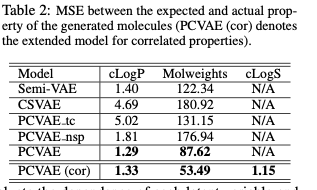 Table 2: MSE between the expected and actual prop-
erty of the generated molecules (PCVAE (cor) denotes
the extended model for correlated properties).
Model cLogP Molweights cLogS
Semi-VAE 1.40 122.34 N/A
CSVAE 4.69 180.92 N/A
PCVAE_tc 5.02 131.15 N/A
PCVAE_nsp 1.81 176.94 N/A
PCVAE 1.29 87.62 N/A
PCVAE (cor) 1.33 53.49 1.15